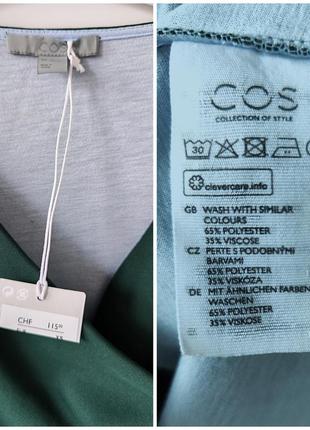 COS
CHF 115⁰⁰
COS
COLLECTION OF STYLE
30
clevercare.info
GB WASH WITH SIMILAR
COLOURS
65% POLYESTER
35% VISCOSE
CZ PERTE S PODOBNÝMI
BARVAMI
65% POLYESTER
35% VISKÓZA
DE MIT ÄHNLICHEN FARBEN
WASCHEN
65% POLYESTER
35% VISKOSE